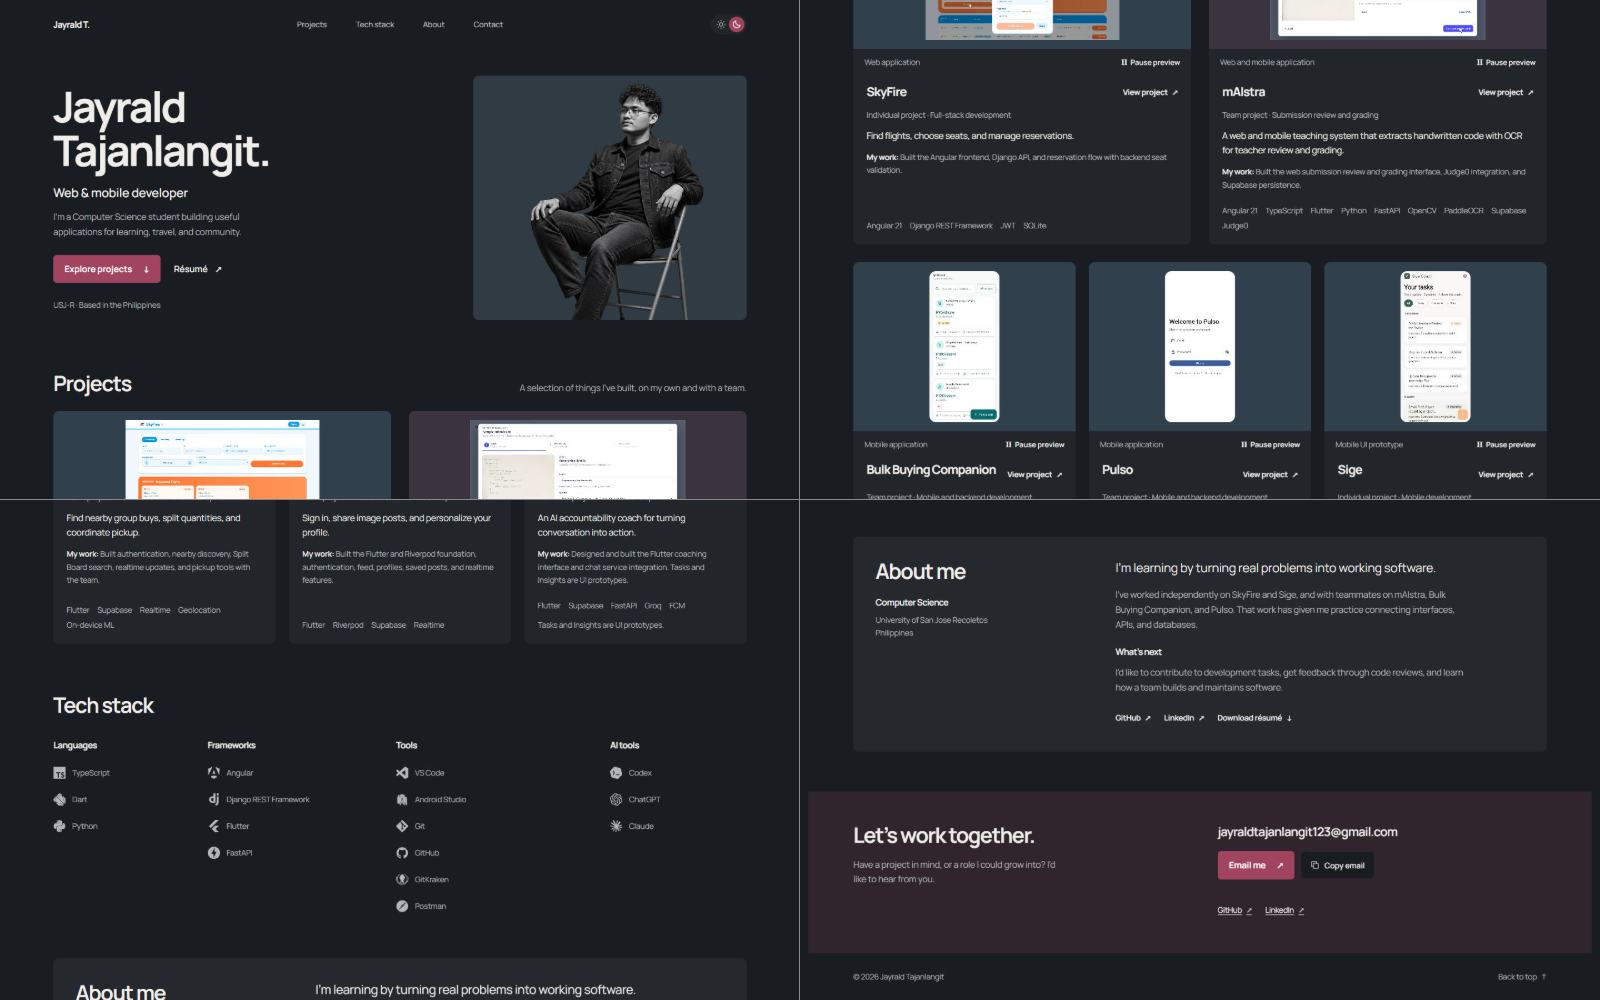 Jayrald T.
Projects
Tech stack
About
Contact
Jayrald
Tajanlangit.
Web & mobile developer
I'm a Computer Science student building useful
applications for learning, travel, and community.
Explore projects ↓
Résumé ↗
USJ-R · Based in the Philippines
Projects
A selection of things I've built, on my own and with a team.
Web application
Pause preview
SkyFire
View project ↗
Individual project · Full-stack development
Find flights, choose seats, and manage reservations.
My work: Built the Angular frontend, Django API, and reservation flow with backend seat
validation.
Angular 21 Django REST Framework JWT SQLite
Web and mobile application
Pause preview
mAIstra
View project ↗
Team project · Submission review and grading
A web and mobile teaching system that extracts handwritten code with OCR
for teacher review and grading.
My work: Built the web submission review and grading interface, Judge0 integration, and
Supabase persistence.
Angular 21 TypeScript Flutter Python FastAPI OpenCV PaddleOCR Supabase
Judge0
Welcome to Pulso
Your tasks
Mobile application
Pause preview
Bulk Buying Companion
View project ↗
Team project · Mobile and backend development
Mobile application
Pause preview
Pulso
View project ↗
Team project · Mobile and backend development
Mobile UI prototype
Pause preview
Sige
View project ↗
Individual project · Mobile development
Find nearby group buys, split quantities, and
coordinate pickup.
My work: Built authentication, nearby discovery, Split
Board search, realtime updates, and pickup tools with
the team.
Flutter Supabase Realtime Geolocation
On-device ML
Sign in, share image posts, and personalize your
profile.
My work: Built the Flutter and Riverpod foundation,
authentication, feed, profiles, saved posts, and realtime
features.
Flutter Riverpod Supabase Realtime
An AI accountability coach for turning
conversation into action.
My work: Designed and built the Flutter coaching
interface and chat service integration. Tasks and
Insights are UI prototypes.
Flutter Supabase FastAPI Groq FCM
Tasks and Insights are UI prototypes.
Tech stack
Languages
TypeScript
Dart
Python
Frameworks
Angular
Django REST Framework
Flutter
FastAPI
Tools
VS Code
Android Studio
Git
GitHub
GitKraken
Postman
AI tools
Codex
ChatGPT
Claude
About me
I'm learning by turning real problems into working software.
About me
Computer Science
University of San Jose Recoletos
Philippines
I'm learning by turning real problems into working software.
I've worked independently on SkyFire and Sige, and with teammates on mAIstra, Bulk
Buying Companion, and Pulso. That work has given me practice connecting interfaces,
APIs, and databases.
What's next
I'd like to contribute to development tasks, get feedback through code reviews, and learn
how a team builds and maintains software.
GitHub ↗ LinkedIn ↗ Download résumé ↓
Let's work together.
Have a project in mind, or a role I could grow into? I'd
like to hear from you.
jayraldtajanlangit123@gmail.com
Email me ↗
Copy email
GitHub ↗ LinkedIn ↗
© 2026 Jayrald Tajanlangit
Back to top ↑